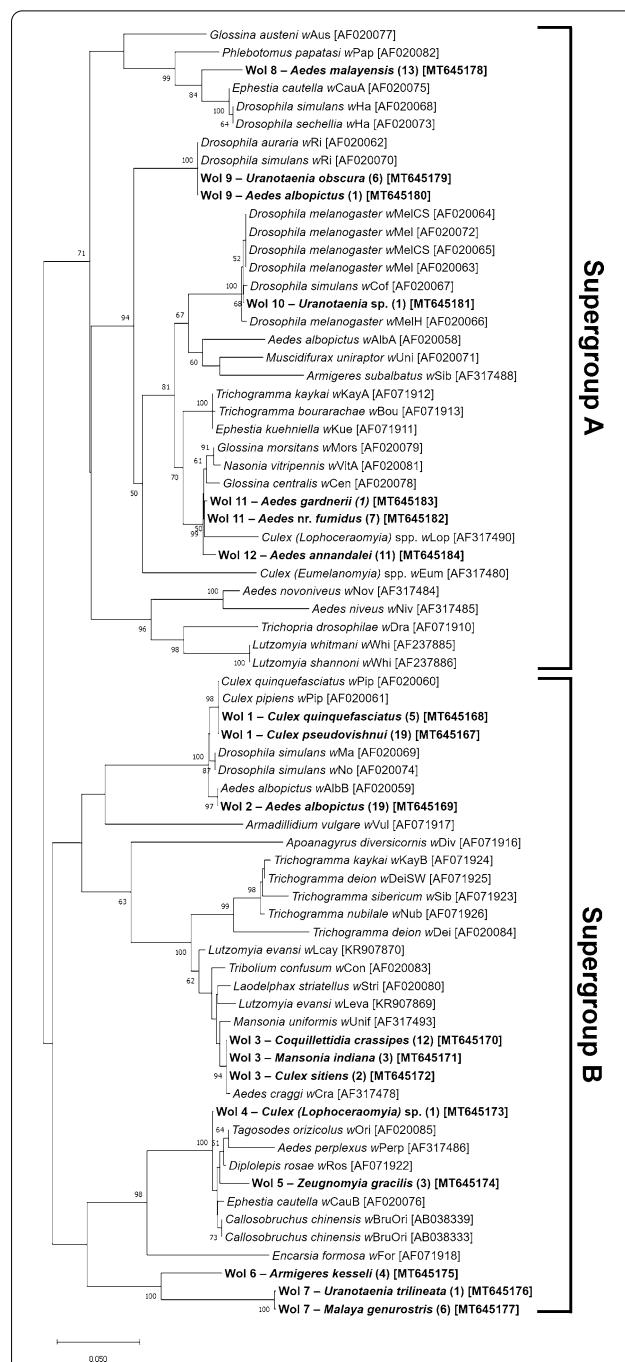 Glossina austeni wAus [AF020077]
Phlebotomus papatasi wPap [AF020082]
99
Wol 8 – Aedes malayensis (13) [MT645178]
84
Ephestia cautella wCauA [AF020075]
100
Drosophila simulans wHa [AF020068]
64
Drosophila sechellia wHa [AF020073]
Drosophila auraria wRi [AF020062]
100
Drosophila simulans wRi [AF020070]
Wol 9 – Uranotaenia obscura (6) [MT645179]
Wol 9 – Aedes albopictus (1) [MT645180]
Drosophila melanogaster wMelCS [AF020064]
Drosophila melanogaster wMel [AF020072]
71
Drosophila melanogaster wMelCS [AF020065]
52
Drosophila melanogaster wMel [AF020063]
100
Drosophila simulans wCof [AF020067]
68
Wol 10 – Uranotaenia sp. (1) [MT645181]
94
67
Drosophila melanogaster wMelH [AF020066]
Aedes albopictus wAlbA [AF020058]
60
Muscidifurax uniraptor wUni [AF020071]
Armigeres subalbatus wSib [AF317488]
81
Trichogramma kaykai wKayA [AF071912]
100
Trichogramma bourarachae wBou [AF071913]
Ephestia kuehniella wKue [AF071911]
91
Glossina morsitans wMors [AF020079]
61
Nasonia vitripennis wVitA [AF020081]
70
Glossina centralis wCen [AF020078]
50
Wol 11 – Aedes gardnerii (1) [MT645183]
Wol 11 – Aedes nr. fumidus (7) [MT645182]
50
99
Culex (Lophoceraomyia) spp. wLop [AF317490]
Wol 12 – Aedes annandalei (11) [MT645184]
Culex (Eumelanomyia) spp. wEum [AF317480]
Aedes novoniveus wNov [AF317484]
Aedes niveus wNiv [AF317485]
96
Trichopria drosophilae wDra [AF071910]
98
Lutzomyia whitmani wWhi [AF237885]
100
Lutzomyia shannoni wWhi [AF237886]
Supergroup A
Culex quinquefasciatus wPip [AF020060]
98
Culex pipiens wPip [AF020061]
Wol 1 – Culex quinquefasciatus (5) [MT645168]
Wol 1 – Culex pseudovishnui (19) [MT645167]
100
Drosophila simulans wMa [AF020069]
87
Drosophila simulans wNo [AF020074]
Aedes albopictus wAlbB [AF020059]
97
Wol 2 – Aedes albopictus (19) [MT645169]
Armadillidium vulgare wVul [AF071917]
Apoanagyrus diversicornis wDiv [AF071916]
Trichogramma kaykai wKayB [AF071924]
98
Trichogramma deion wDeiSW [AF071925]
63
Trichogramma sibericum wSib [AF071923]
99
Trichogramma nubilale wNub [AF071926]
Trichogramma deion wDei [AF020084]
100
Lutzomyia evansi wLcay [KR907870]
Tribolium confusum wCon [AF020083]
62
Laodelphax striatellus wStri [AF020080]
Lutzomyia evansi wLeva [KR907869]
Mansonia uniformis wUnif [AF317493]
Wol 3 – Coquillettidia crassipes (12) [MT645170]
Wol 3 – Mansonia indiana (3) [MT645171]
Wol 3 – Culex sitiens (2) [MT645172]
94
Aedes craggi wCra [AF317478]
Wol 4 – Culex (Lophoceraomyia) sp. (1) [MT645173]
64
Tagosodes orizicolus wOri [AF020085]
100
51
Aedes perplexus wPerp [AF317486]
Diplolepis rosae wRos [AF071922]
Wol 5 – Zeugnomyia gracilis (3) [MT645174]
98
Ephestia cautella wCauB [AF020076]
Callosobruchus chinensis wBruOri [AB038339]
73
Callosobruchus chinensis wBruOri [AB038333]
Encarsia formosa wFor [AF071918]
Wol 6 – Armigeres kesseli (4) [MT645175]
100
Wol 7 – Uranotaenia trilineata (1) [MT645176]
100
Wol 7 – Malaya genurostris (6) [MT645177]
Supergroup B
0.050